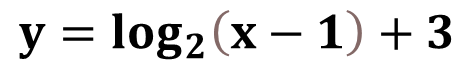 y = log₂(x − 1) + 3